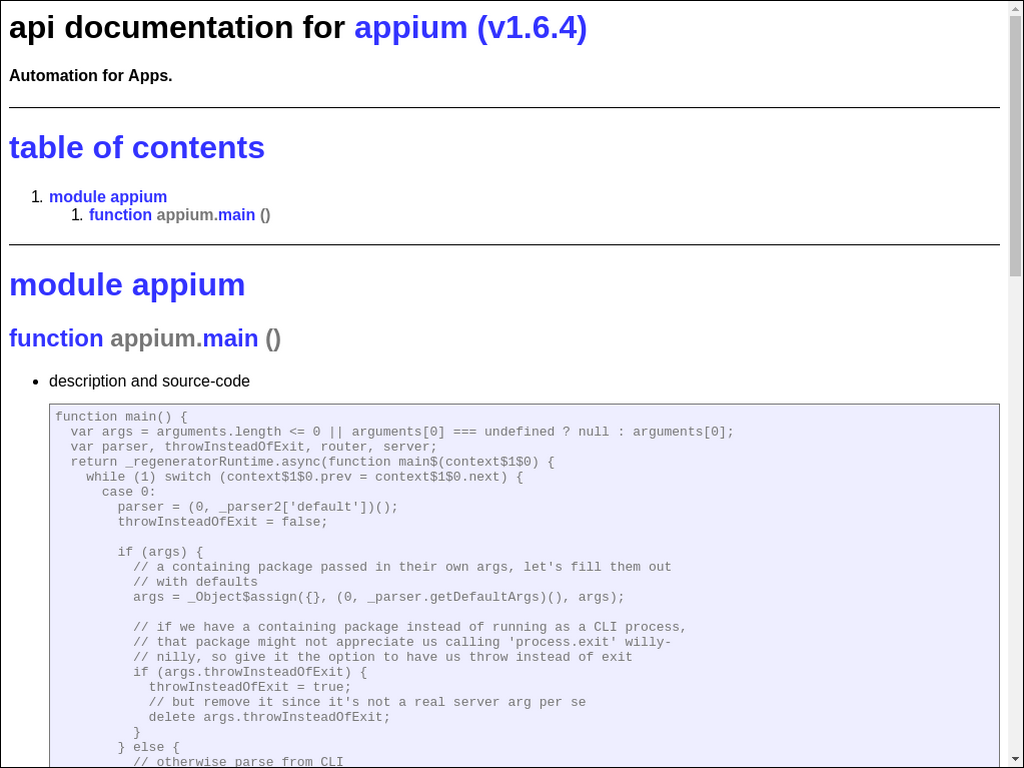 api documentation for appium (v1.6.4)
Automation for Apps.
table of contents
1. module appium
1. function appium.main ()
module appium
function appium.main ()
• description and source-code
function main() {
  var args = arguments.length <= 0 || arguments[0] === undefined ? null : arguments[0];
  var parser, throwInsteadOfExit, router, server;
  return _regeneratorRuntime.async(function main$(context$1$0) {
    while (1) switch (context$1$0.prev = context$1$0.next) {
      case 0:
        parser = (0, _parser2['default'])();
        throwInsteadOfExit = false;

        if (args) {
          // a containing package passed in their own args, let's fill them out
          // with defaults
          args = _Object$assign({}, (0, _parser.getDefaultArgs)(), args);

          // if we have a containing package instead of running as a CLI process,
          // that package might not appreciate us calling 'process.exit' willy-
          // nilly, so give it the option to have us throw instead of exit
          if (args.throwInsteadOfExit) {
            throwInsteadOfExit = true;
            // but remove it since it's not a real server arg per se
            delete args.throwInsteadOfExit;
          }
        } else {
          // otherwise parse from CLI